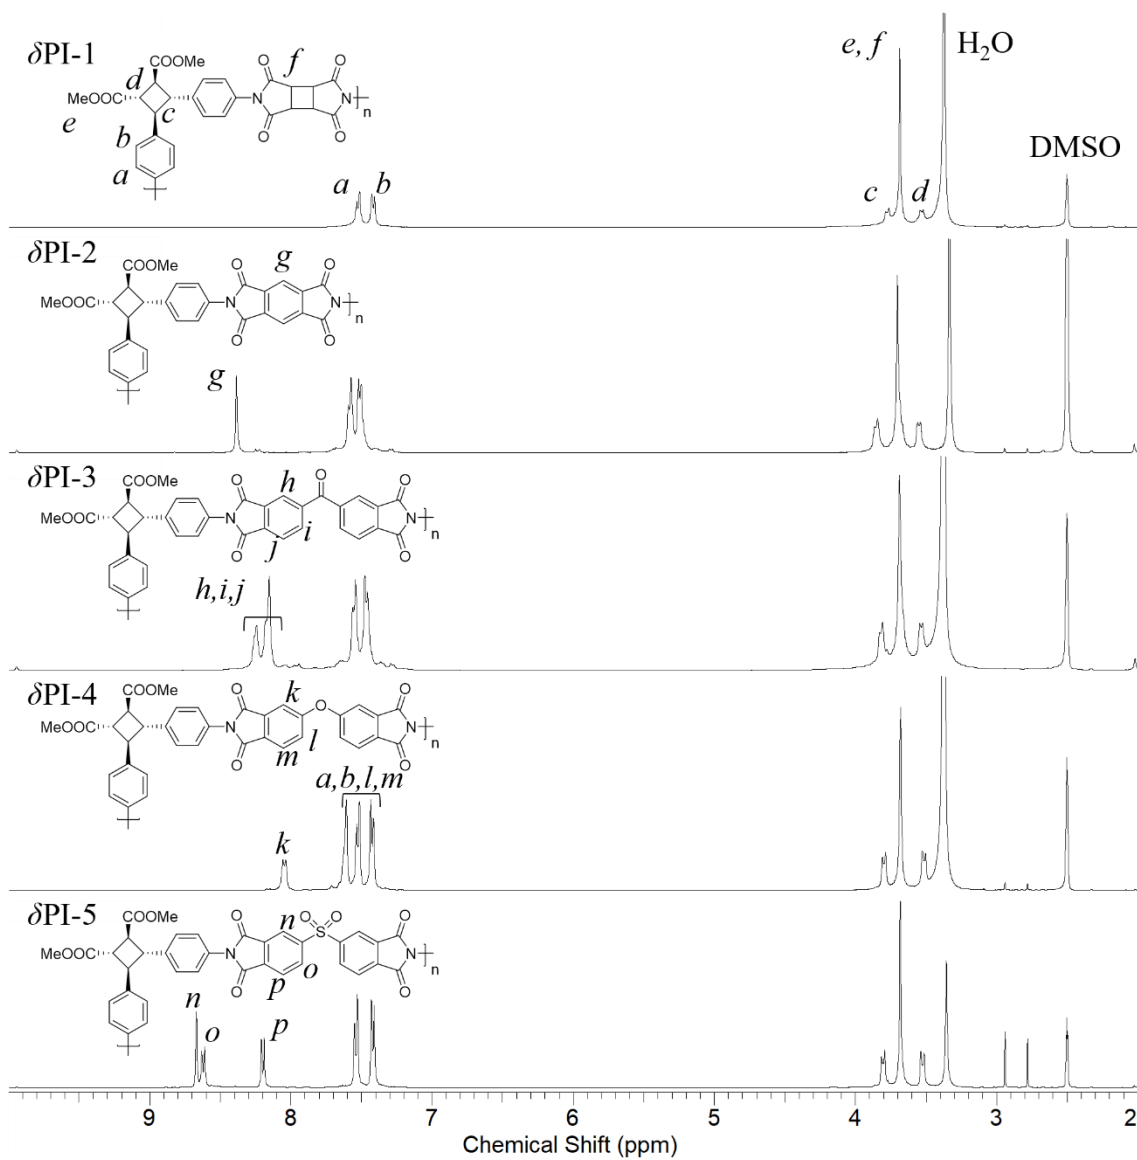 δPI-1
COOMe
d
MeOOC
e
c
b
a
O
O
f
N
N
O
O
n
a
b
e, f
H2O
c
d
DMSO
δPI-2
COOMe
MeOOC
O
g
O
N
N
O
O
n
g
δPI-3
COOMe
MeOOC
O
h
O
O
N
i
N
O
j
O
n
h,i,j
δPI-4
COOMe
MeOOC
O
k
O
O
N
l
N
O
m
O
n
a,b,l,m
k
δPI-5
COOMe
MeOOC
O
n
O
O
S
O
N
o
N
O
p
O
n
n
o
p
9 8 7 6 5 4 3 2
Chemical Shift (ppm)